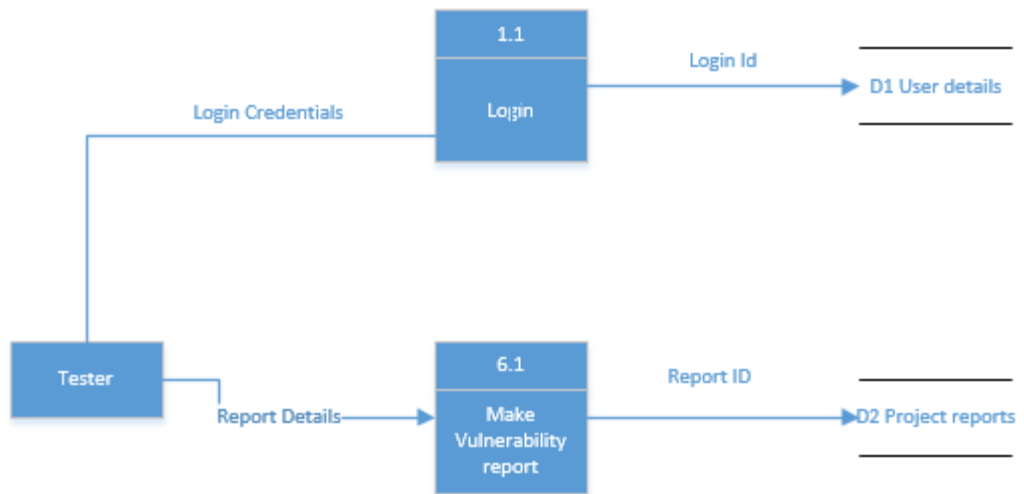 1.1
Login Id
D1 User details
Login Credentials
Login
Tester
6.1
Report ID
Report Details
Make
Vulnerability
report
D2 Project reports